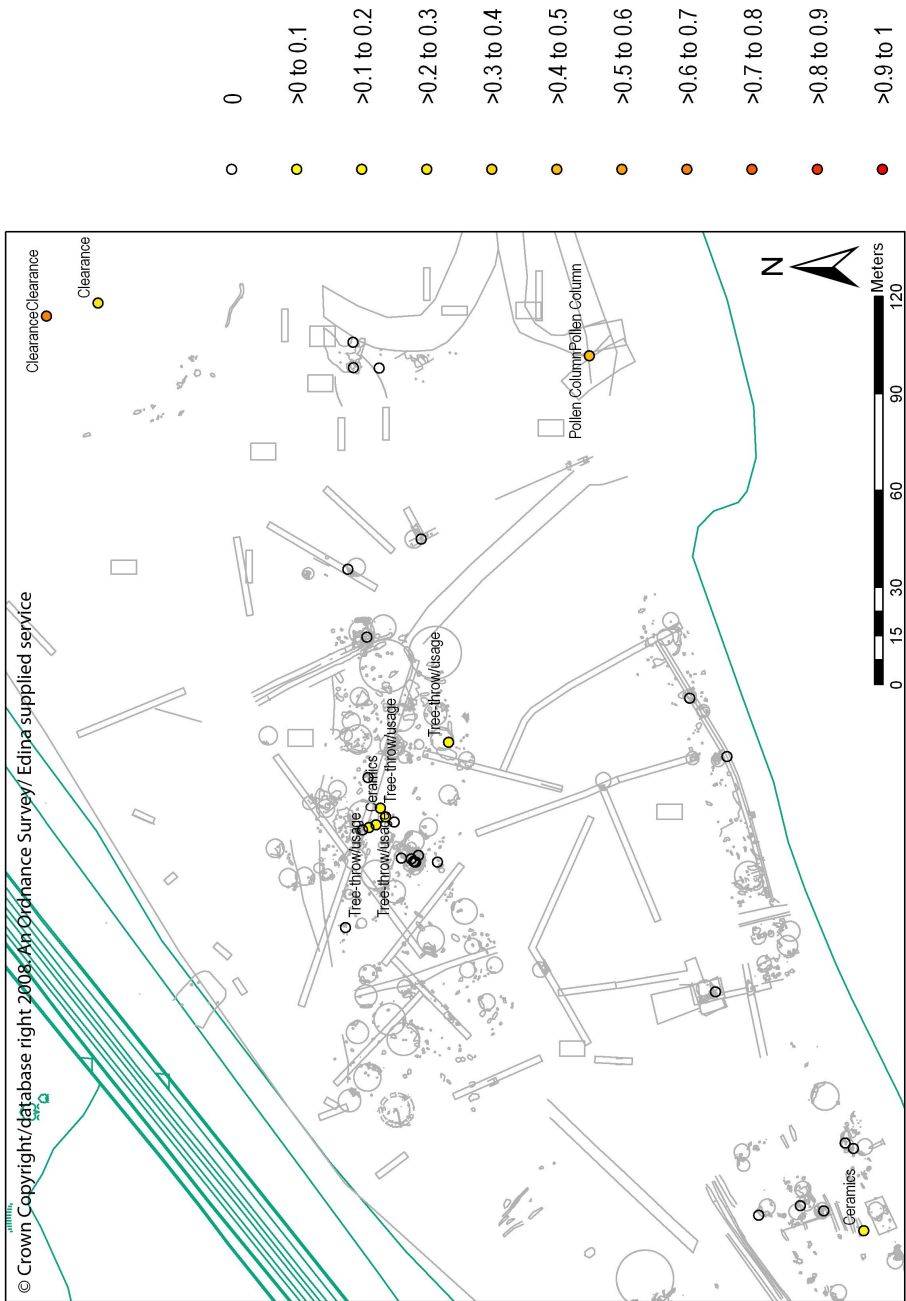 © Crown Copyright/database right 2008. An Ordnance Survey/ Edina supplied service
ClearanceClearance
Clearance
Tree-throw/usage
Tree-throw/usage
Ceramics
Tree-throw/usage
Tree-throw/usage
Pollen ColumnPollen Column
Ceramics
N
0 15 30 60 90 120
Meters
0
>0 to 0.1
>0.1 to 0.2
>0.2 to 0.3
>0.3 to 0.4
>0.4 to 0.5
>0.5 to 0.6
>0.6 to 0.7
>0.7 to 0.8
>0.8 to 0.9
>0.9 to 1